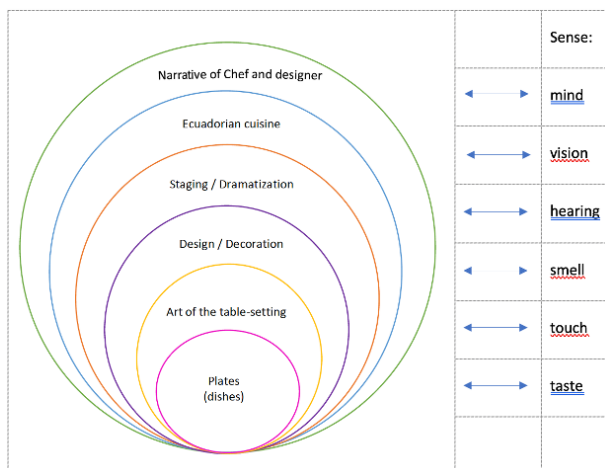 Sense:
Narrative of Chef and designer
mind
Ecuadorian cuisine
vision
Staging / Dramatization
hearing
Design / Decoration
smell
Art of the table-setting
touch
Plates
(dishes)
taste